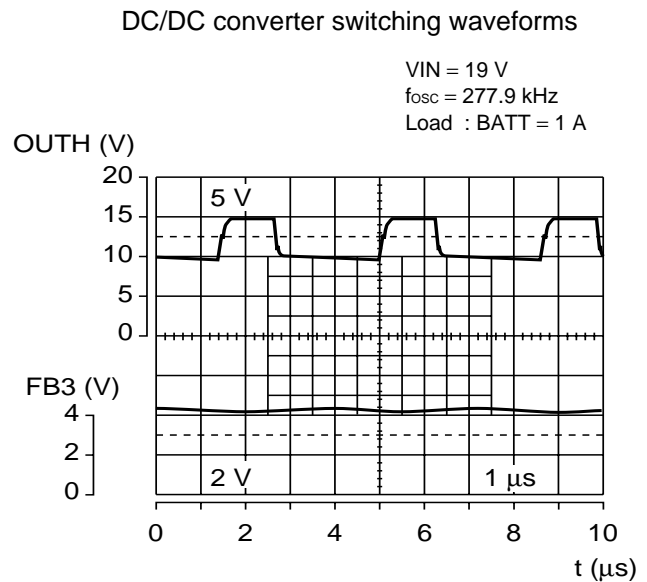 DC/DC converter switching waveforms
VIN = 19 V
fosc = 277.9 kHz
Load : BATT = 1 A
OUTH (V)
20
5 V
15
10
5
0
FB3 (V)
4
2
2 V
1 μs
0
0 2 4 6 8 10
t (μs)